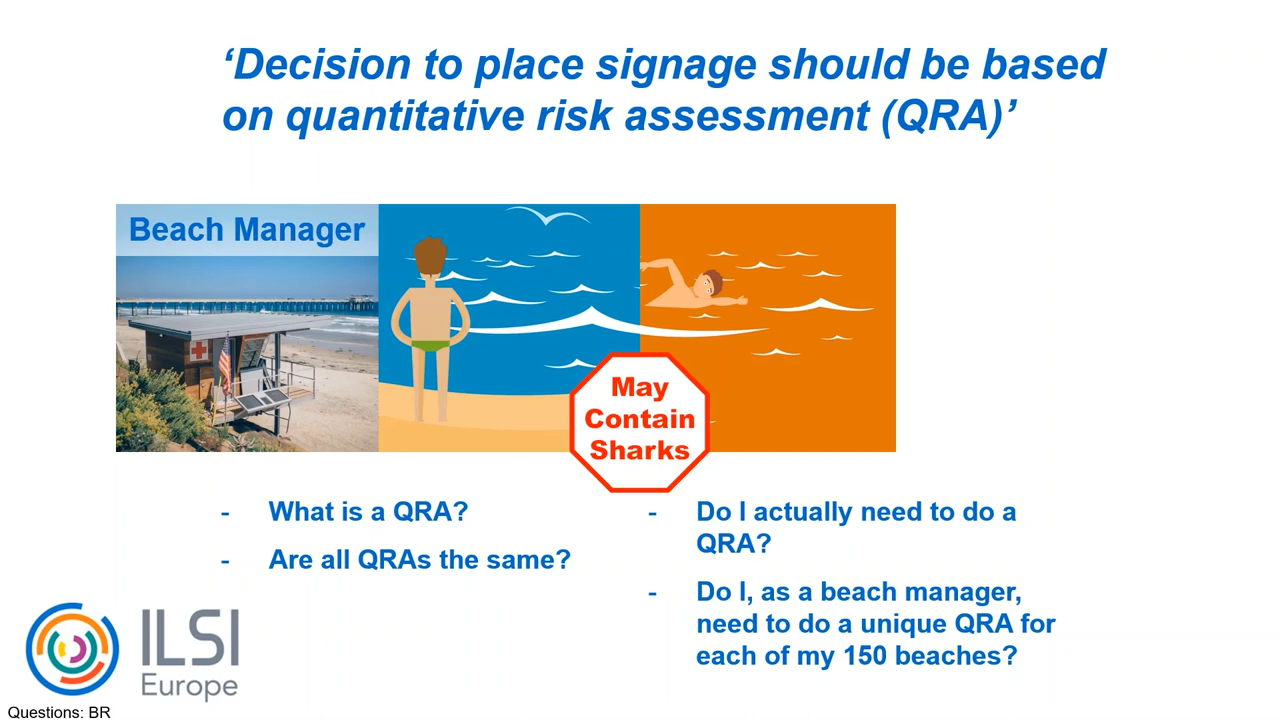 ‘Decision to place signage should be based
on quantitative risk assessment (QRA)’
Beach Manager
May
Contain
Sharks
- What is a QRA?
- Are all QRAs the same?
- Do I actually need to do a
QRA?
- Do I, as a beach manager,
need to do a unique QRA for
each of my 150 beaches?
ILSI
Europe
Questions: BR